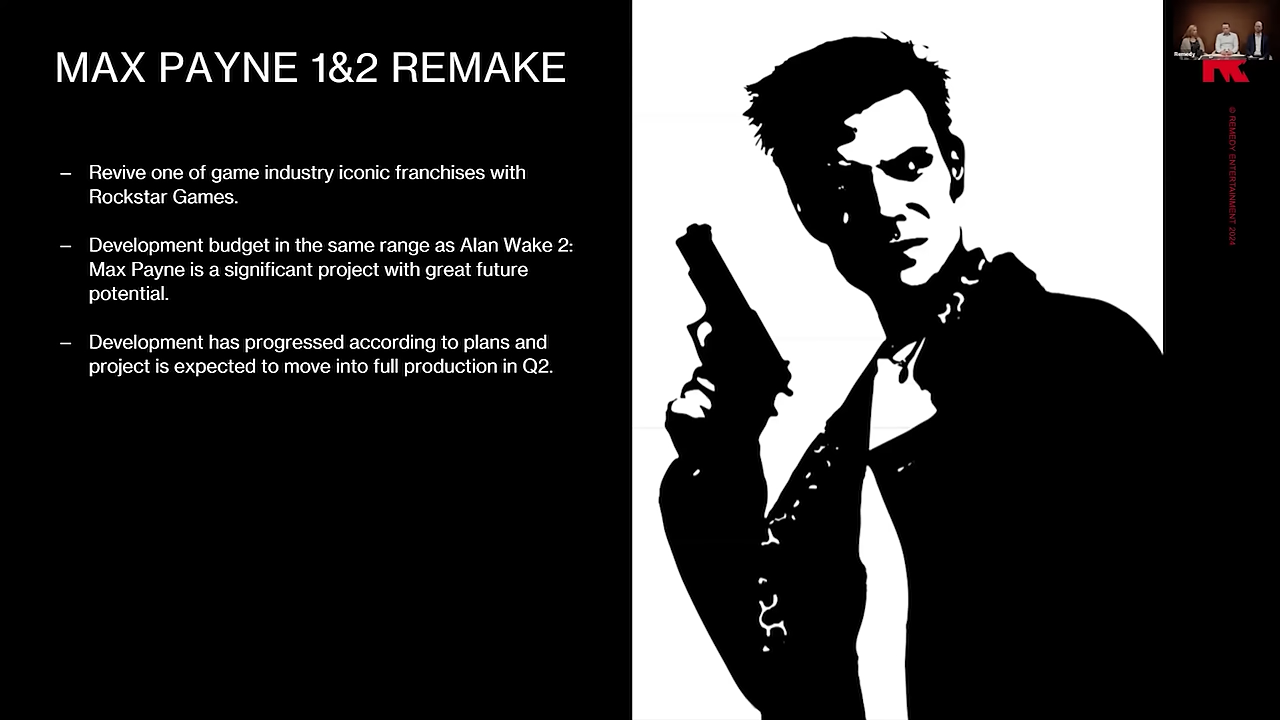 MAX PAYNE 1&2 REMAKE
– Revive one of game industry iconic franchises with
Rockstar Games.
– Development budget in the same range as Alan Wake 2:
Max Payne is a significant project with great future
potential.
– Development has progressed according to plans and
project is expected to move into full production in Q2.
Remedy
© REMEDY ENTERTAINMENT 2024